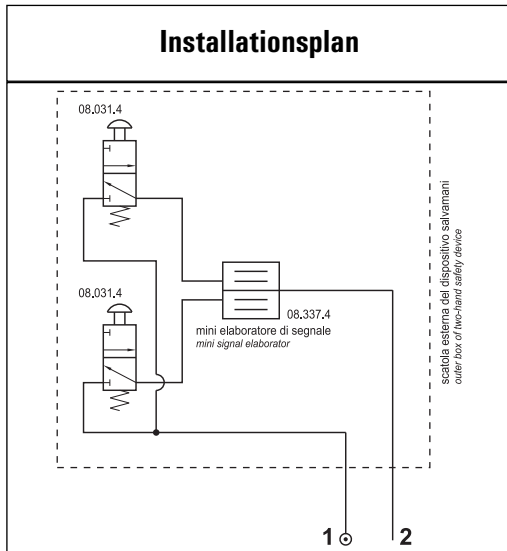 Installationsplan
08.031.4
08.031.4
08.337.4
mini elaboratore di segnale
mini signal elaborator
scatola esterna del dispositivo salvamani
outer box of two-hand safety device
1
2